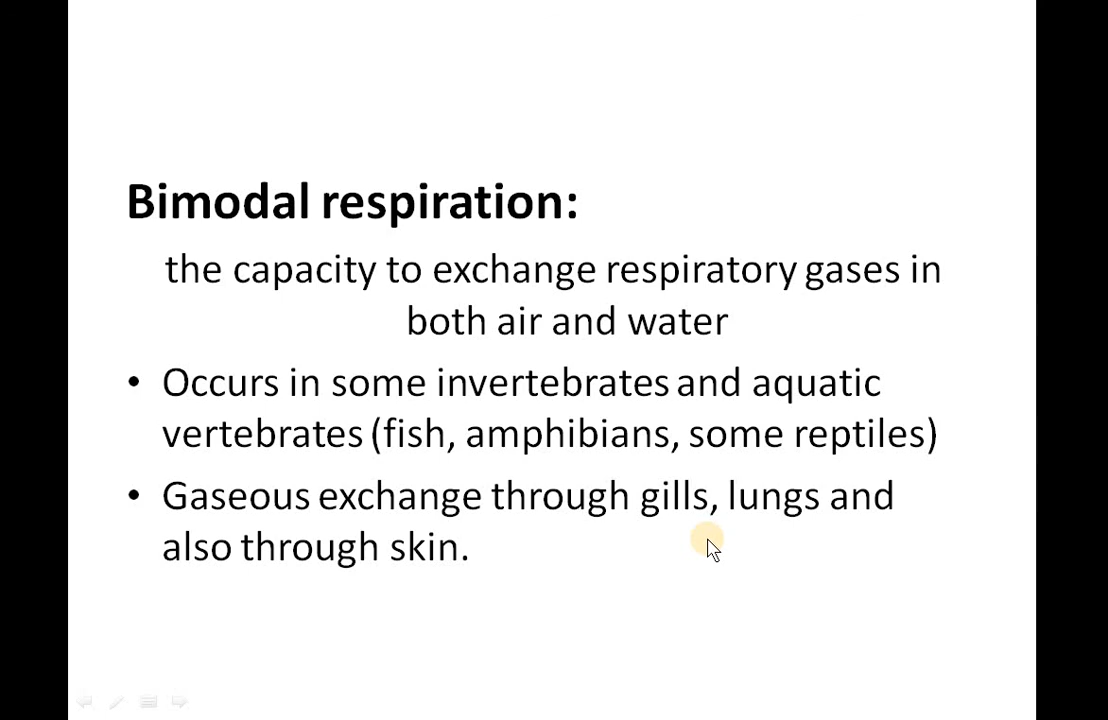 Bimodal respiration:
the capacity to exchange respiratory gases in
both air and water
• Occurs in some invertebrates and aquatic
vertebrates (fish, amphibians, some reptiles)
• Gaseous exchange through gills, lungs and
also through skin.